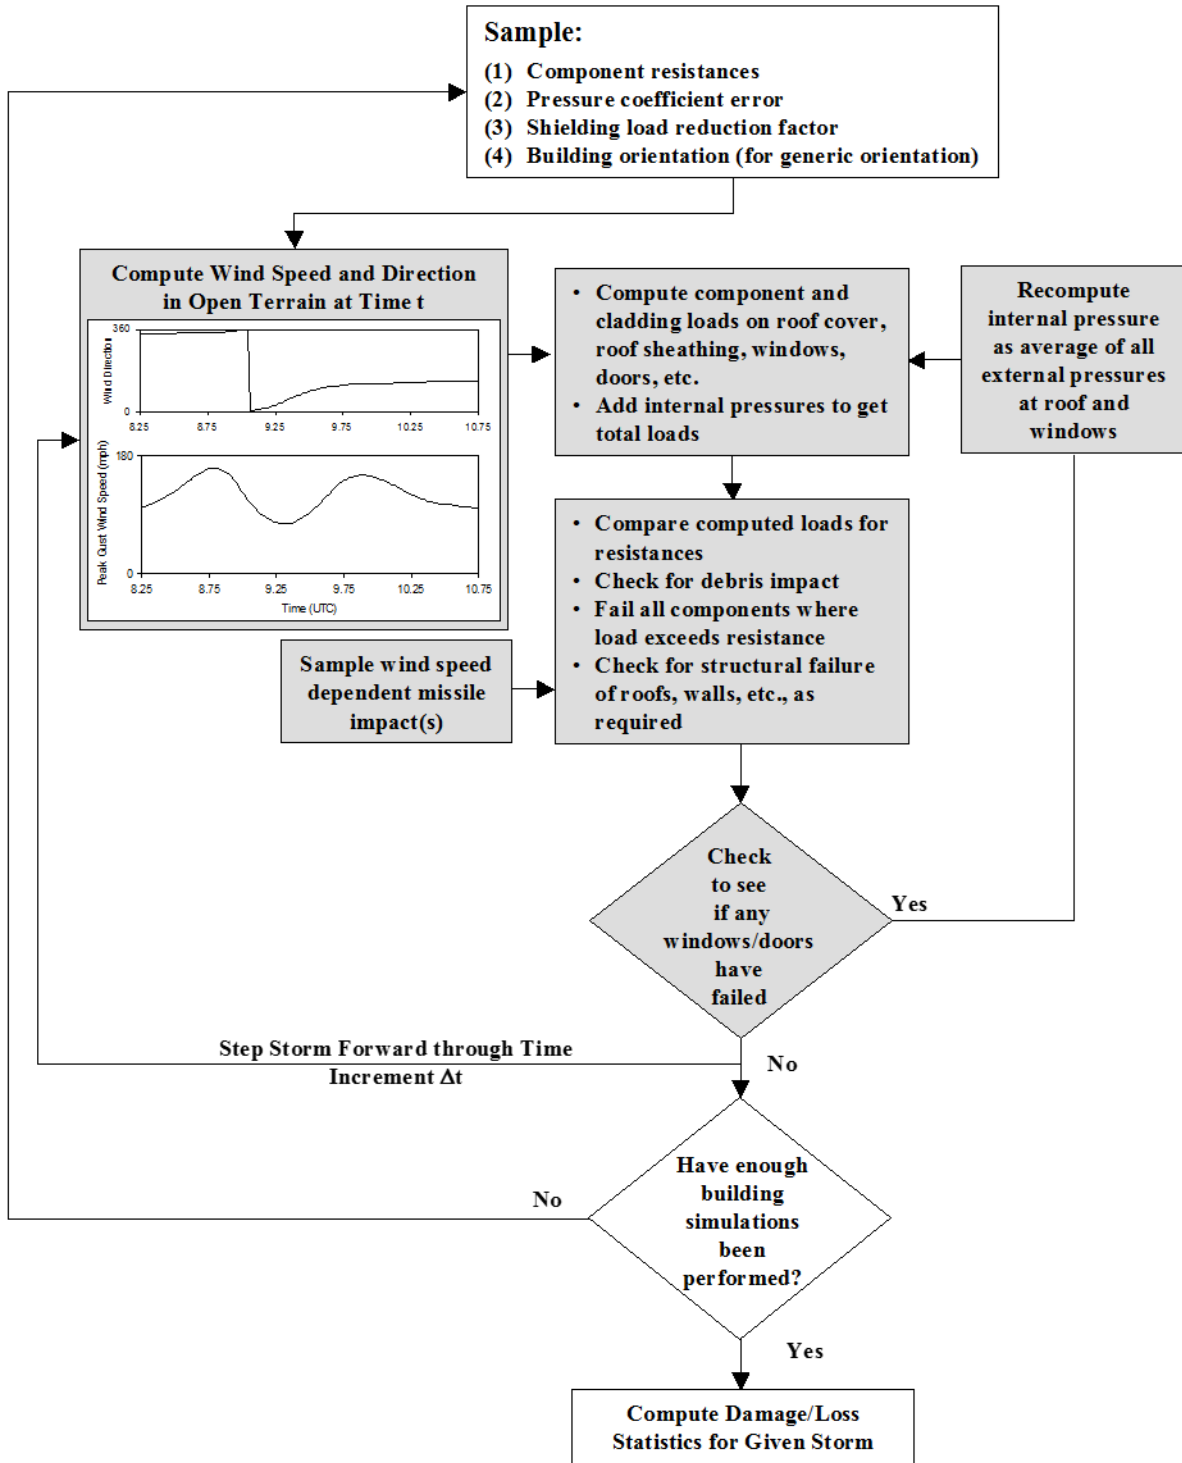 Sample:
(1) Component resistances
(2) Pressure coefficient error
(3) Shielding load reduction factor
(4) Building orientation (for generic orientation)
Compute Wind Speed and Direction
in Open Terrain at Time t
360
Wind Direction
0
8.25 8.75 9.25 9.75 10.25 10.75
180
Peak Gust Wind Speed (mph)
0
8.25 8.75 9.25 9.75 10.25 10.75
Time (UTC)
• Compute component and
cladding loads on roof cover,
roof sheathing, windows,
doors, etc.
• Add internal pressures to get
total loads
Recompute
internal pressure
as average of all
external pressures
at roof and
windows
• Compare computed loads for
resistances
• Check for debris impact
• Fail all components where
load exceeds resistance
• Check for structural failure
of roofs, walls, etc., as
required
Sample wind speed
dependent missile
impact(s)
Check
to see
if any
windows/doors
have
failed
Yes
No
Step Storm Forward through Time
Increment Δt
Have enough
building
simulations
been
performed?
No
Yes
Compute Damage/Loss
Statistics for Given Storm